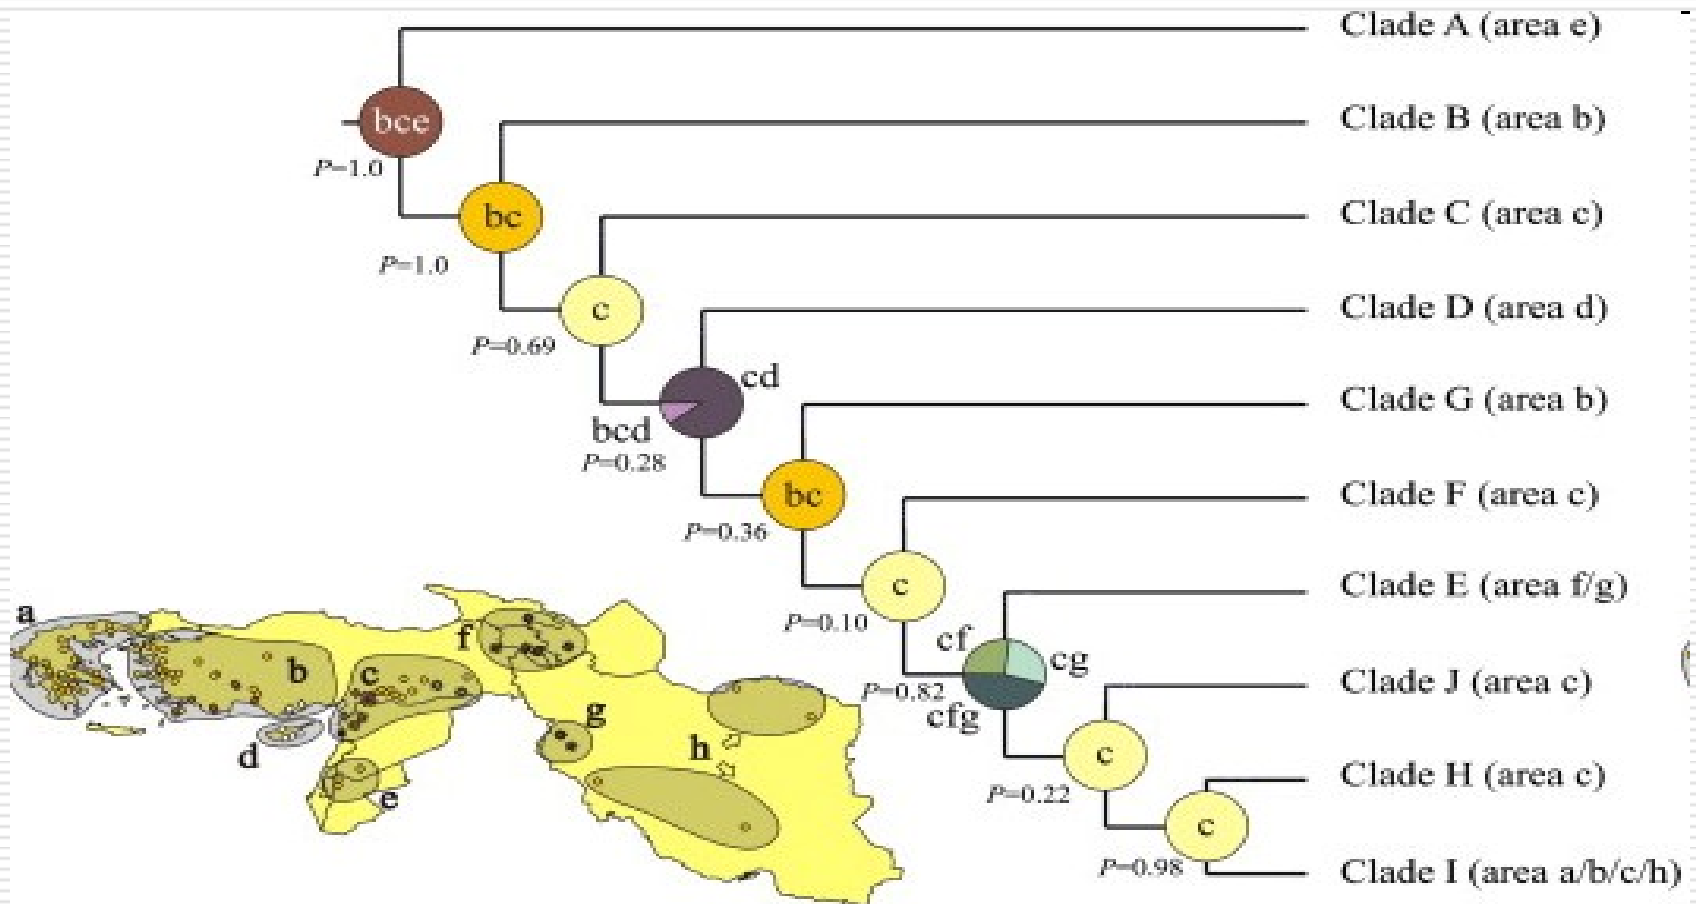 Clade A (area e)
bce
P=1.0
Clade B (area b)
bc
P=1.0
Clade C (area c)
c
P=0.69
Clade D (area d)
cd
bcd
P=0.28
Clade G (area b)
bc
P=0.36
Clade F (area c)
c
P=0.10
Clade E (area f/g)
cf
cg
cfg
P=0.82
Clade J (area c)
c
P=0.22
Clade H (area c)
c
P=0.98
Clade I (area a/b/c/h)
a
b
c
d
e
f
g
h